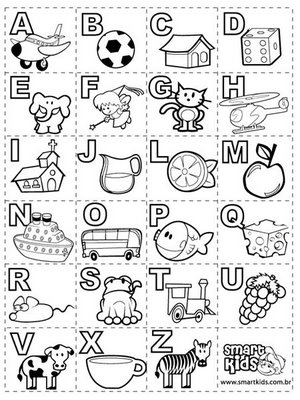 A B C D
E F G H
I J L M
N O P Q
R S T U
V X Z Smart Kids
www.smartkids.com.br